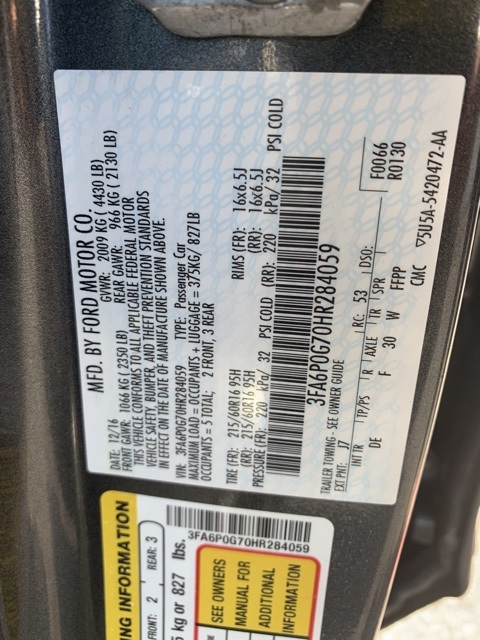 MFD. BY FORD MOTOR CO.
DATE: 12/16 GVWR: 2009 KG ( 4430 LB)
FRONT GAWR: 1066 KG ( 2350 LB) REAR GAWR: 966 KG ( 2130 LB)
THIS VEHICLE CONFORMS TO ALL APPLICABLE FEDERAL MOTOR
VEHICLE SAFETY, BUMPER, AND THEFT PREVENTION STANDARDS
IN EFFECT ON THE DATE OF MANUFACTURE SHOWN ABOVE.
VIN: 3FA6P0G70HR284059 TYPE: Passenger Car
MAXIMUM LOAD = OCCUPANTS + LUGGAGE = 375KG/ 827LB
OCCUPANTS = 5 TOTAL: 2 FRONT, 3 REAR
TIRE (FR): 215/60R16 95H RIMS (FR): 16x6.5J
(RR): 215/60R16 95H (RR): 16x6.5J
PRESSURE (FR): 220 kPa/ 32 PSI COLD (RR): 220 kPa/ 32 PSI COLD
3FA6P0G70HR284059
TRAILER TOWING - SEE OWNER GUIDE
EXT PNT: J7 RC: 53 DSO: F0066
R0130
INT TR TP/PS R AXLE TR SPR
DE F 30 W FFPP
CMC ▽5U5A-5420472-AA
ING INFORMATION
FRONT: 2 REAR: 3
5 kg or 827 lbs.
3FA6P0G70HR284059
SEE OWNERS
MANUAL FOR
ADDITIONAL
INFORMATION